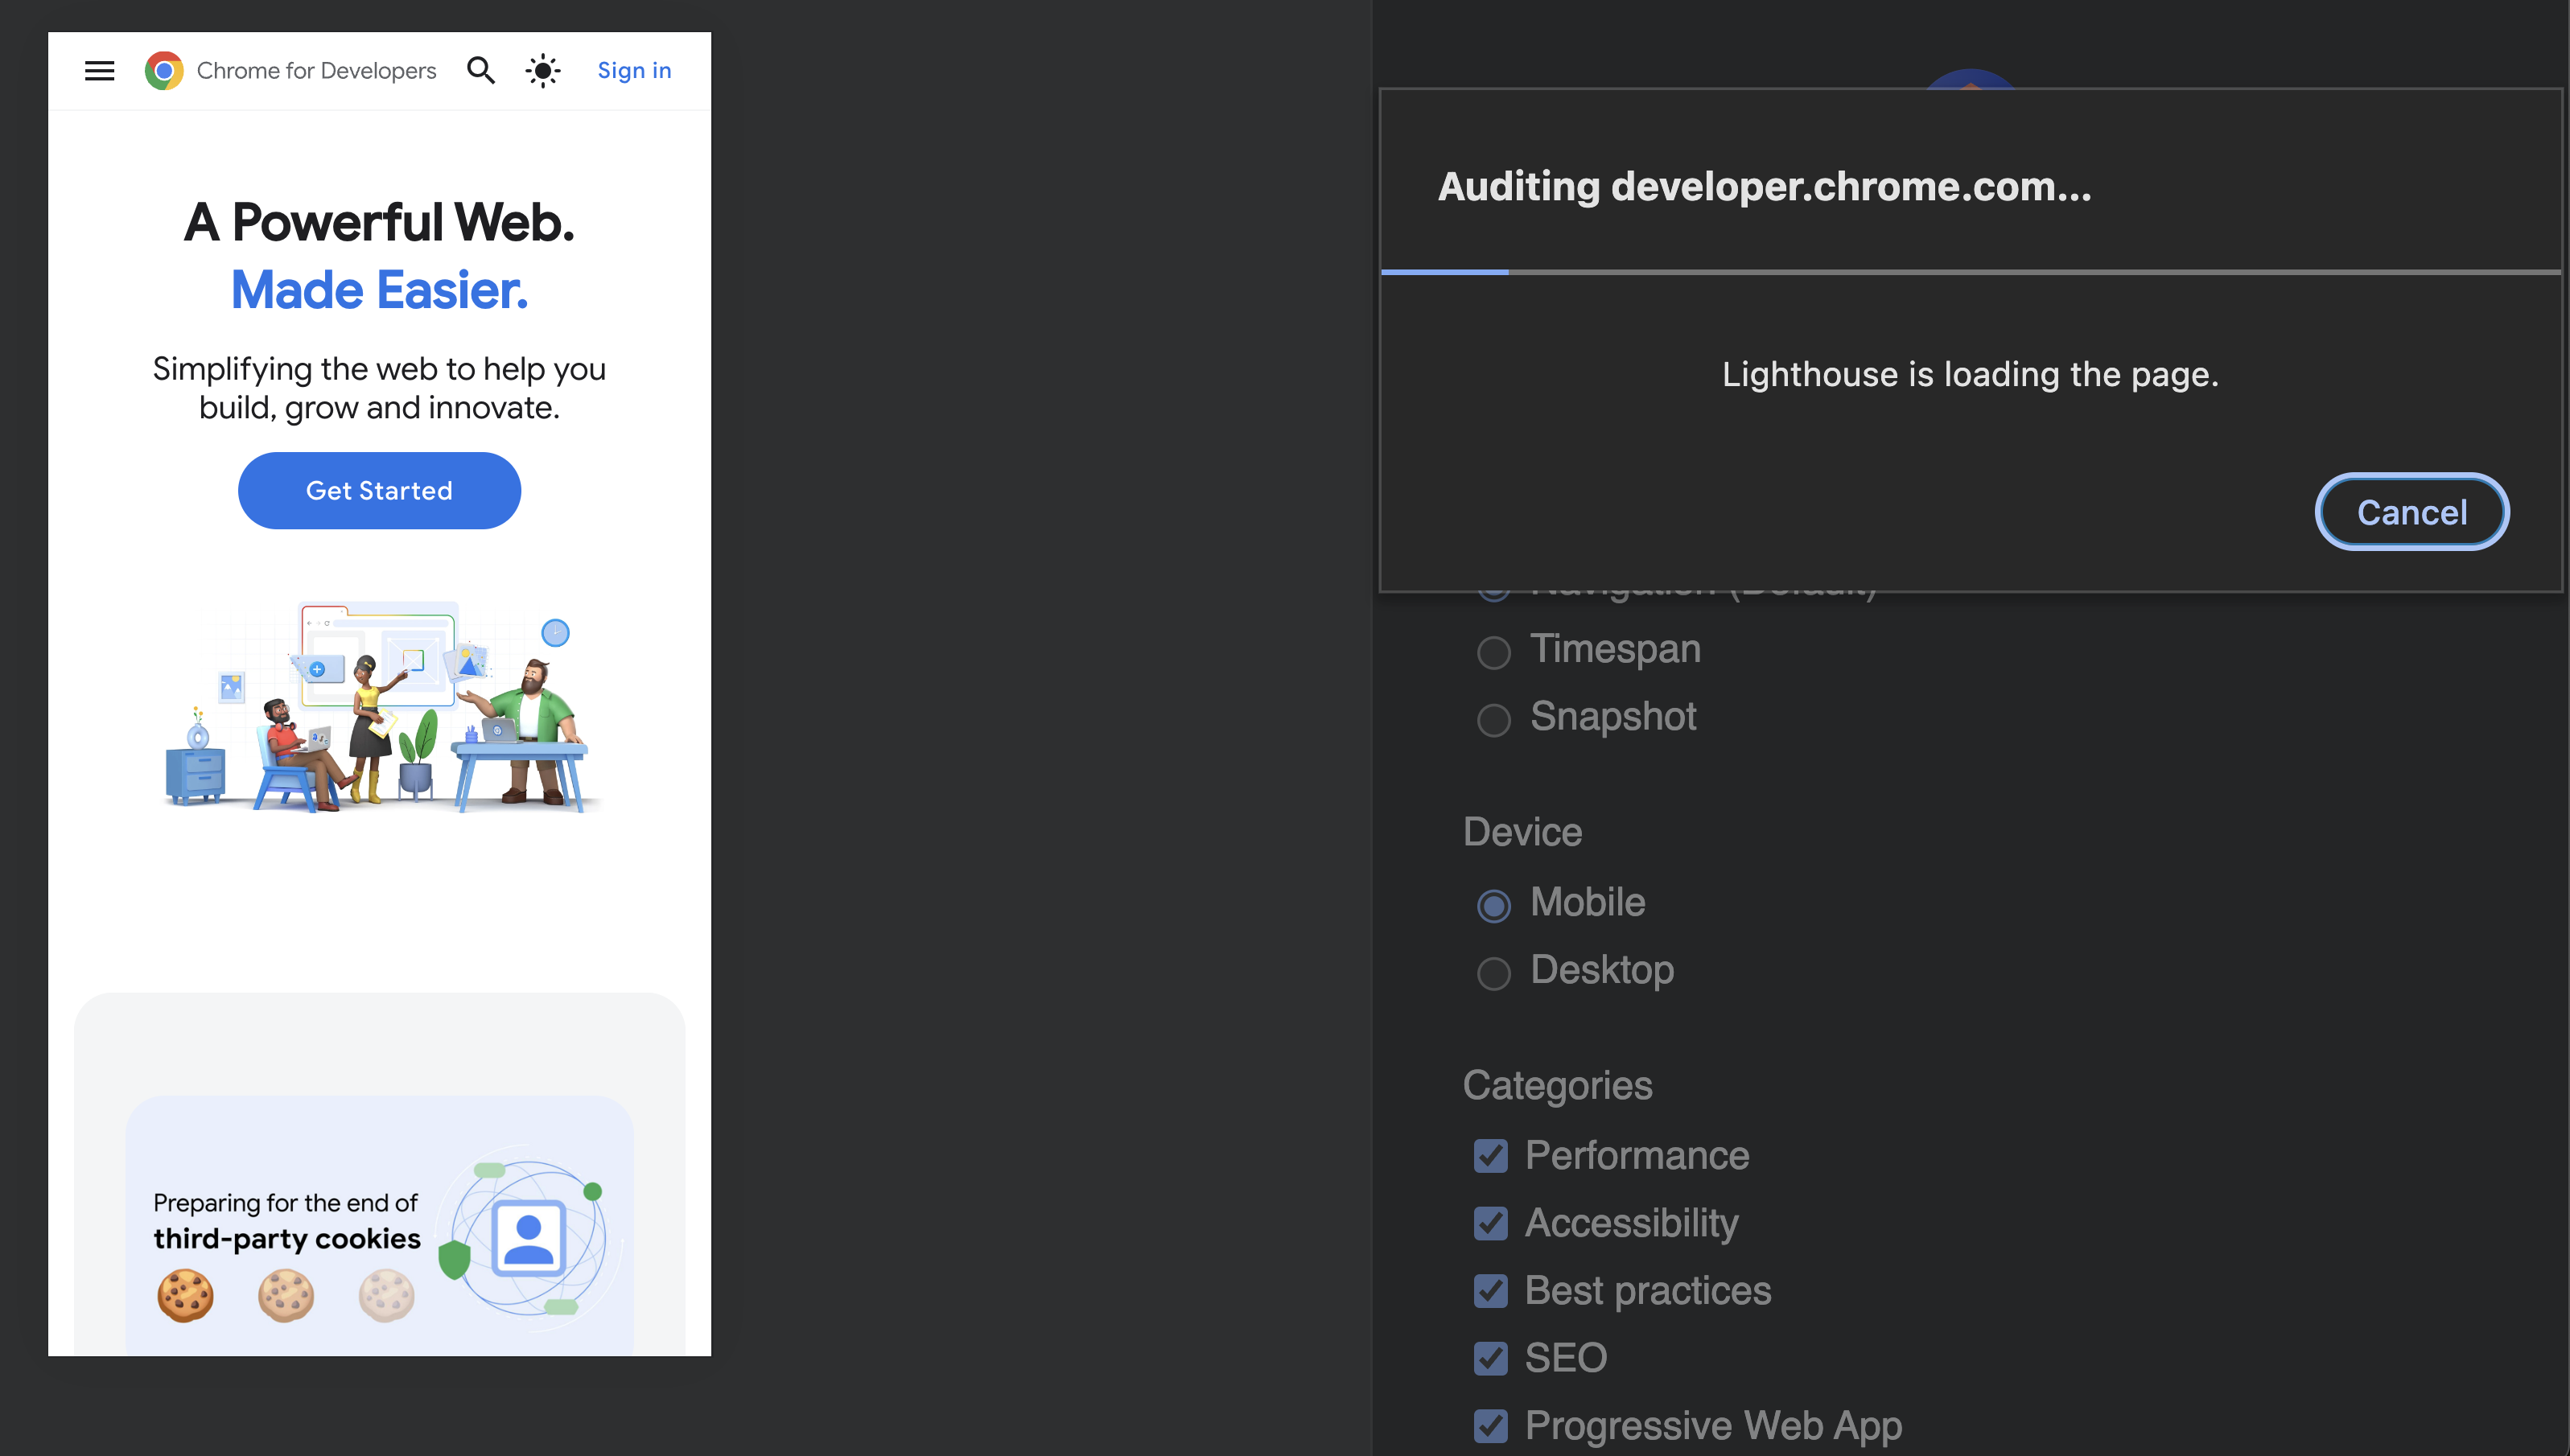 Chrome for Developers
Sign in
A Powerful Web.
Made Easier.
Simplifying the web to help you
build, grow and innovate.
Get Started
Preparing for the end of
third-party cookies
Auditing developer.chrome.com...
Lighthouse is loading the page.
Cancel
Navigation (Default)
Timespan
Snapshot
Device
Mobile
Desktop
Categories
Performance
Accessibility
Best practices
SEO
Progressive Web App